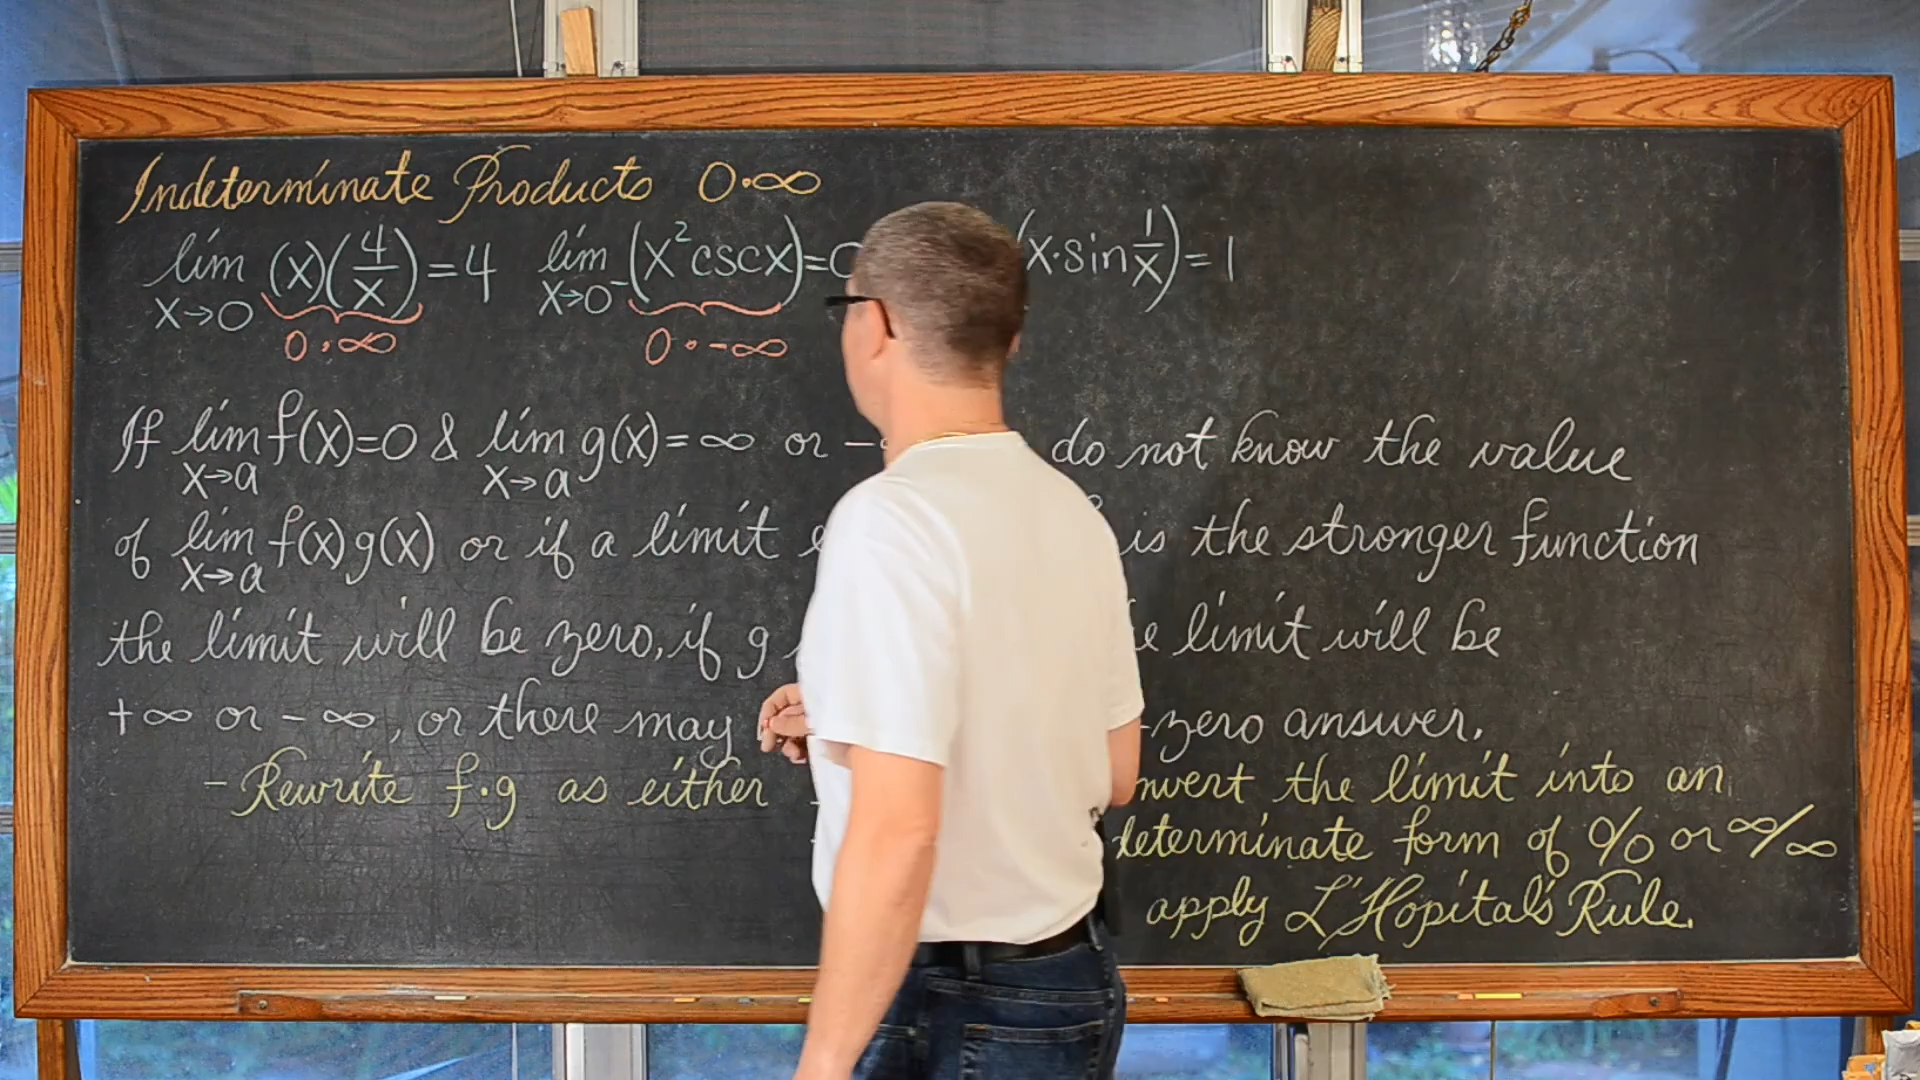 Indeterminate Products 0·∞
lim x→0 (x)(4/x) = 4 lim x→0⁻ (x² csc x) = 0 (x·sin 1/x) = 1
0·∞ 0·-∞
If lim x→a f(x)=0 & lim x→a g(x)=∞ or - do not know the value
of lim x→a f(x)g(x) or if a limit is the stronger function
the limit will be zero, if g limit will be
+∞ or -∞, or there may -zero answer.
- Rewrite f·g as either the limit into an
form of 0/0 or ∞/∞
apply L'Hopital's Rule.